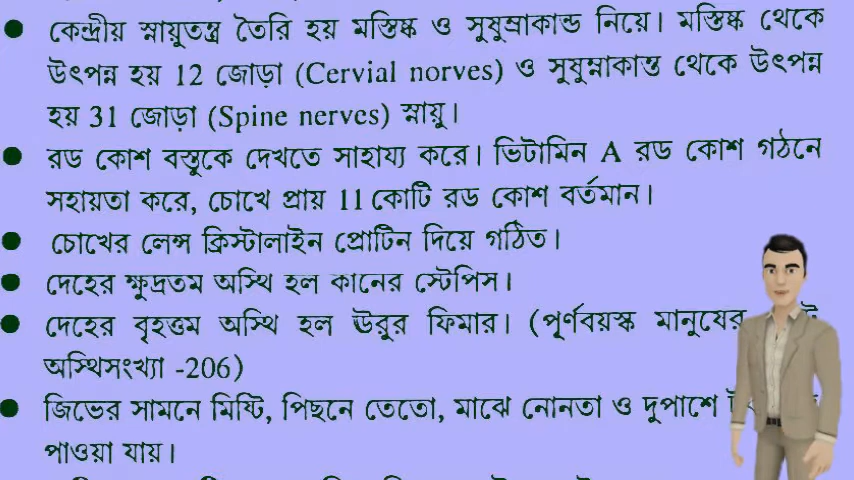 কেন্দ্রীয় স্নায়ুতন্ত্র তৈরি হয় মস্তিষ্ক ও সুষুম্নাকান্ড নিয়ে। মস্তিষ্ক থেকে
উৎপন্ন হয় 12 জোড়া (Cervial norves) ও সুষুম্নাকান্ত থেকে উৎপন্ন
হয় 31 জোড়া (Spine nerves) স্নায়ু।
রড কোশ বস্তুকে দেখতে সাহায্য করে। ভিটামিন A রড কোশ গঠনে
সহায়তা করে, চোখে প্রায় 11 কোটি রড কোশ বর্তমান।
চোখের লেন্স ক্রিস্টালাইন প্রোটিন দিয়ে গঠিত।
দেহের ক্ষুদ্রতম অস্থি হল কানের স্টেপিস।
দেহের বৃহত্তম অস্থি হল ঊরুর ফিমার। (পূর্ণবয়স্ক মানুষের
অস্থিসংখ্যা -206)
জিভের সামনে মিষ্টি, পিছনে তেতো, মাঝে নোনতা ও দুপাশে
পাওয়া যায়।